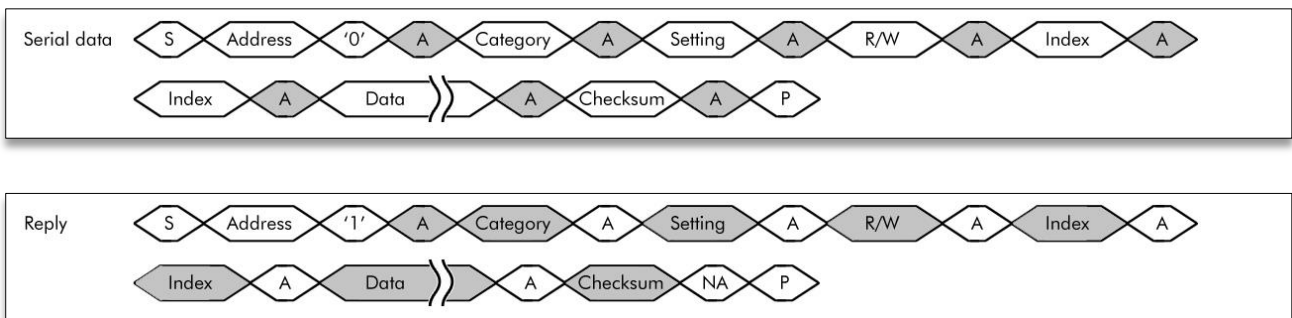 Serial data S Address ‘0’ A Category A Setting A R/W A Index A
Index A Data A Checksum A P
Reply S Address ‘1’ A Category A Setting A R/W A Index A
Index A Data A Checksum NA P